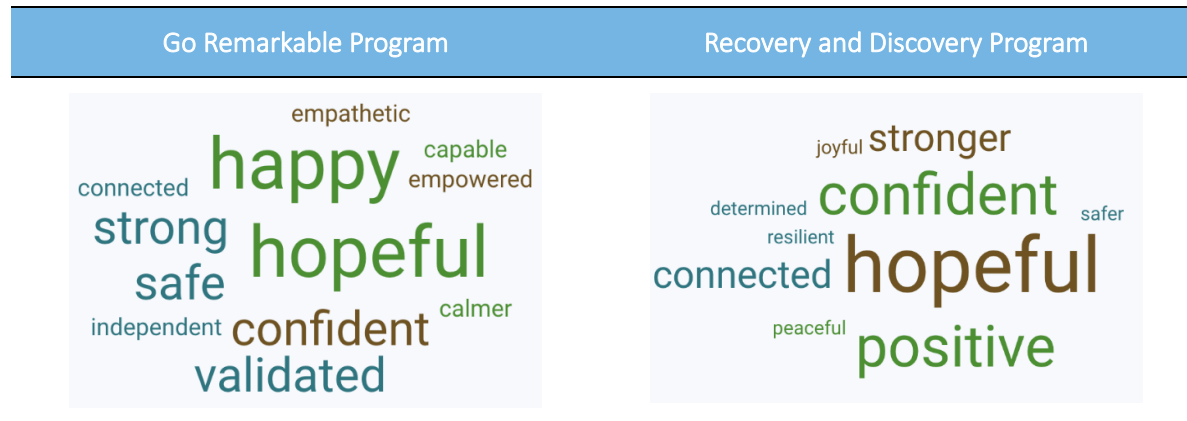 Go Remarkable Program
Recovery and Discovery Program
empathetic
happy
capable
empowered
connected
strong
hopeful
safe
calmer
independent
confident
validated
joyful
stronger
confident
determined
safer
resilient
hopeful
connected
peaceful
positive